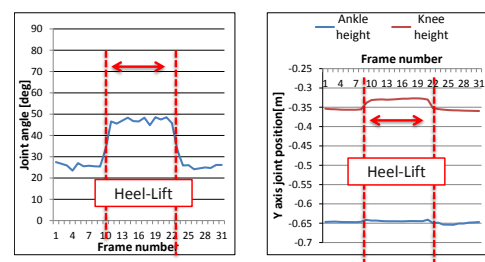 90
80
70
60
50
40
30
20
10
0
Joint angle [deg]
Heel-Lift
1 4 7 10 13 16 19 22 25 28 31
Frame number
Ankle height
Knee height
Frame number
-0.25
1 4 7 10 13 16 19 22 25 28 31
-0.3
-0.35
-0.4
-0.45
-0.5
-0.55
-0.6
-0.65
-0.7
Y axis joint position[m]
Heel-Lift